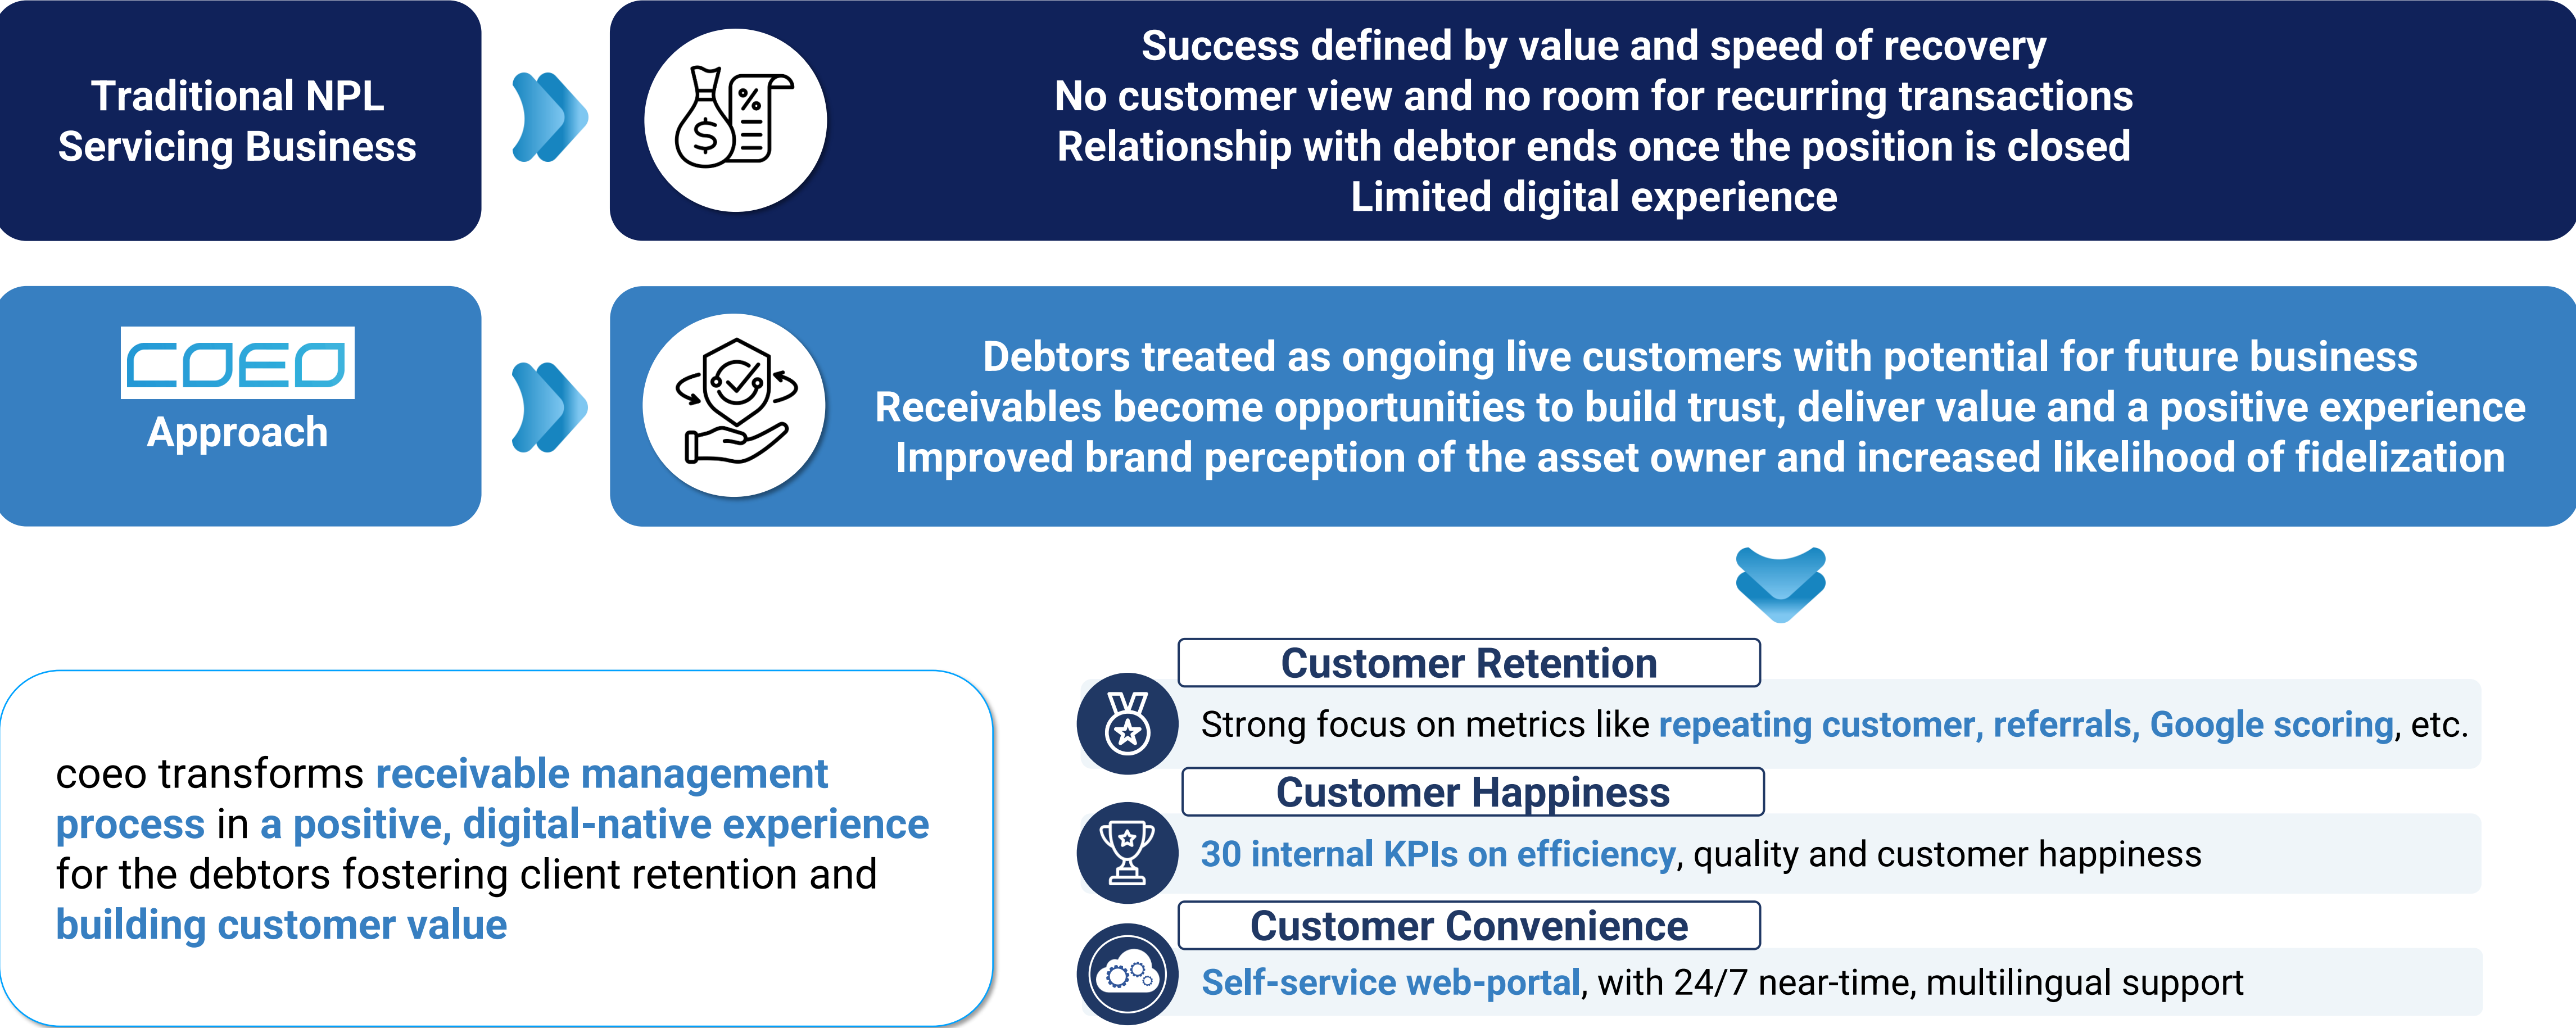 Traditional NPL
Servicing Business
Success defined by value and speed of recovery
No customer view and no room for recurring transactions
Relationship with debtor ends once the position is closed
Limited digital experience
COEO
Approach
Debtors treated as ongoing live customers with potential for future business
Receivables become opportunities to build trust, deliver value and a positive experience
Improved brand perception of the asset owner and increased likelihood of fidelization
coeo transforms receivable management
process in a positive, digital-native experience
for the debtors fostering client retention and
building customer value
Customer Retention
Strong focus on metrics like repeating customer, referrals, Google scoring, etc.
Customer Happiness
30 internal KPIs on efficiency, quality and customer happiness
Customer Convenience
Self-service web-portal, with 24/7 near-time, multilingual support